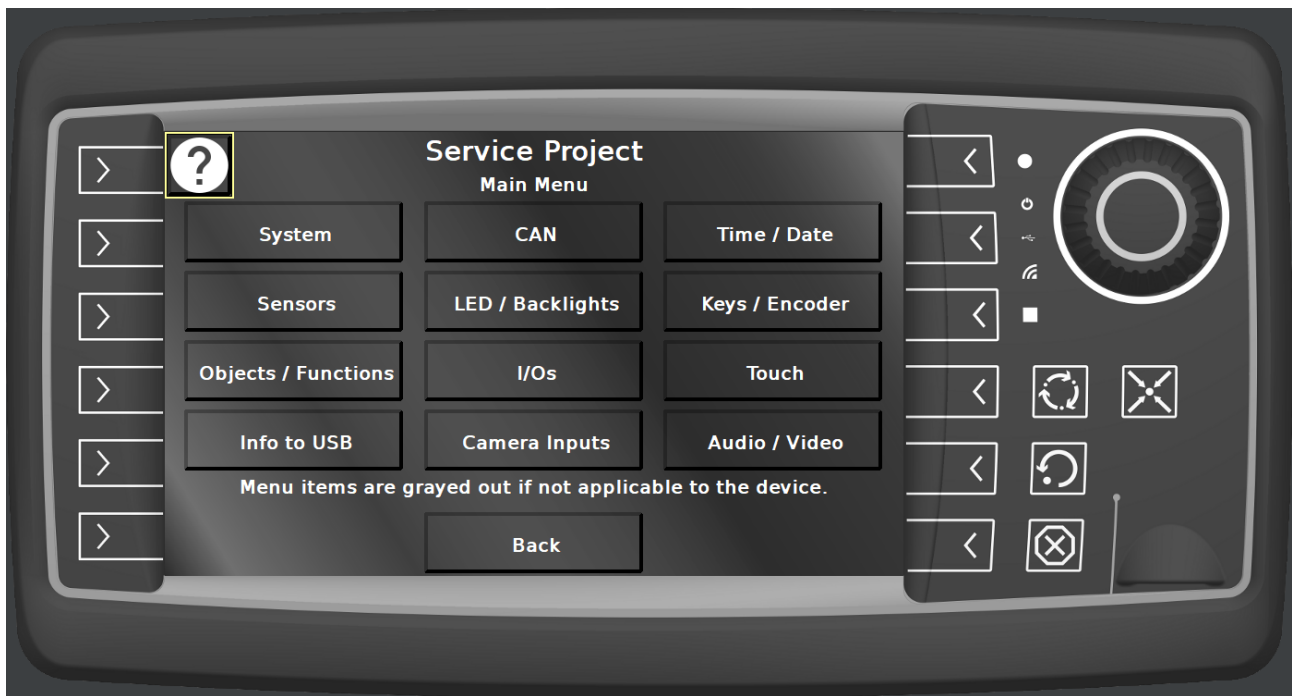 ?
Service Project
Main Menu
System
CAN
Time / Date
Sensors
LED / Backlights
Keys / Encoder
Objects / Functions
I/Os
Touch
Info to USB
Camera Inputs
Audio / Video
Menu items are grayed out if not applicable to the device.
Back